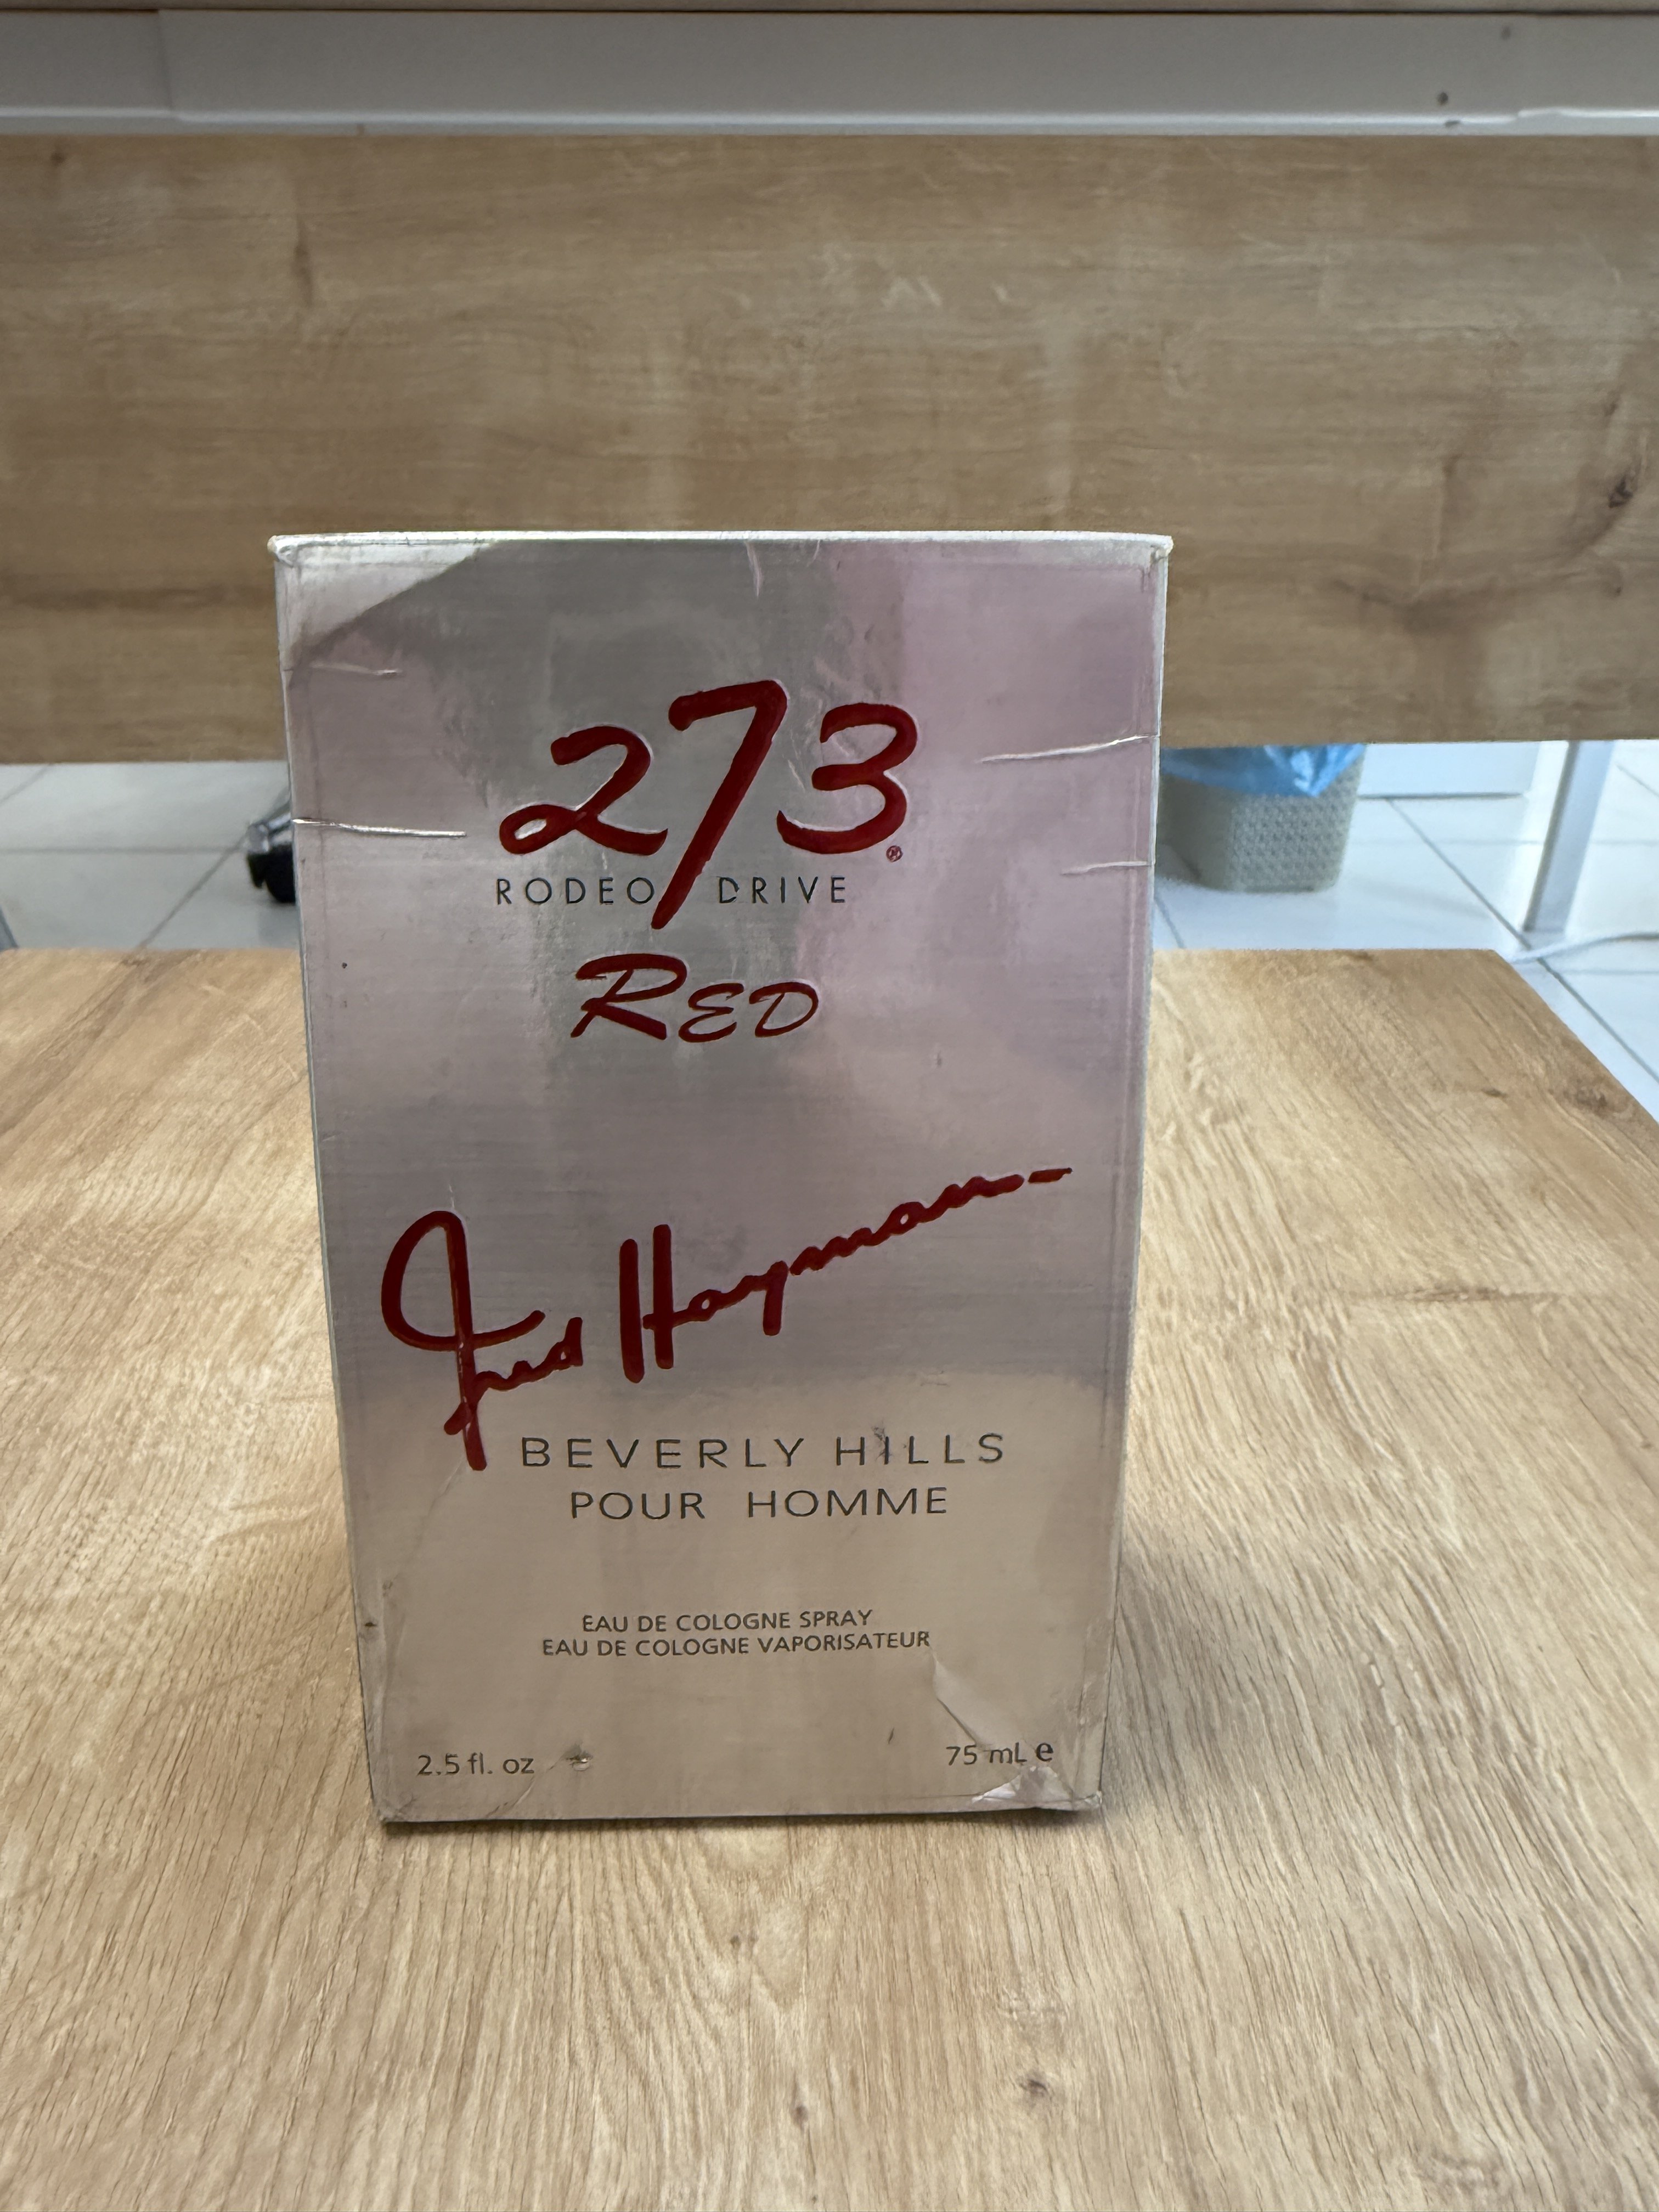 273®
RODEO DRIVE
RED
Fred Hayman
BEVERLY HILLS
POUR HOMME
EAU DE COLOGNE SPRAY
EAU DE COLOGNE VAPORISATEUR
2.5 fl. oz 75 mL e